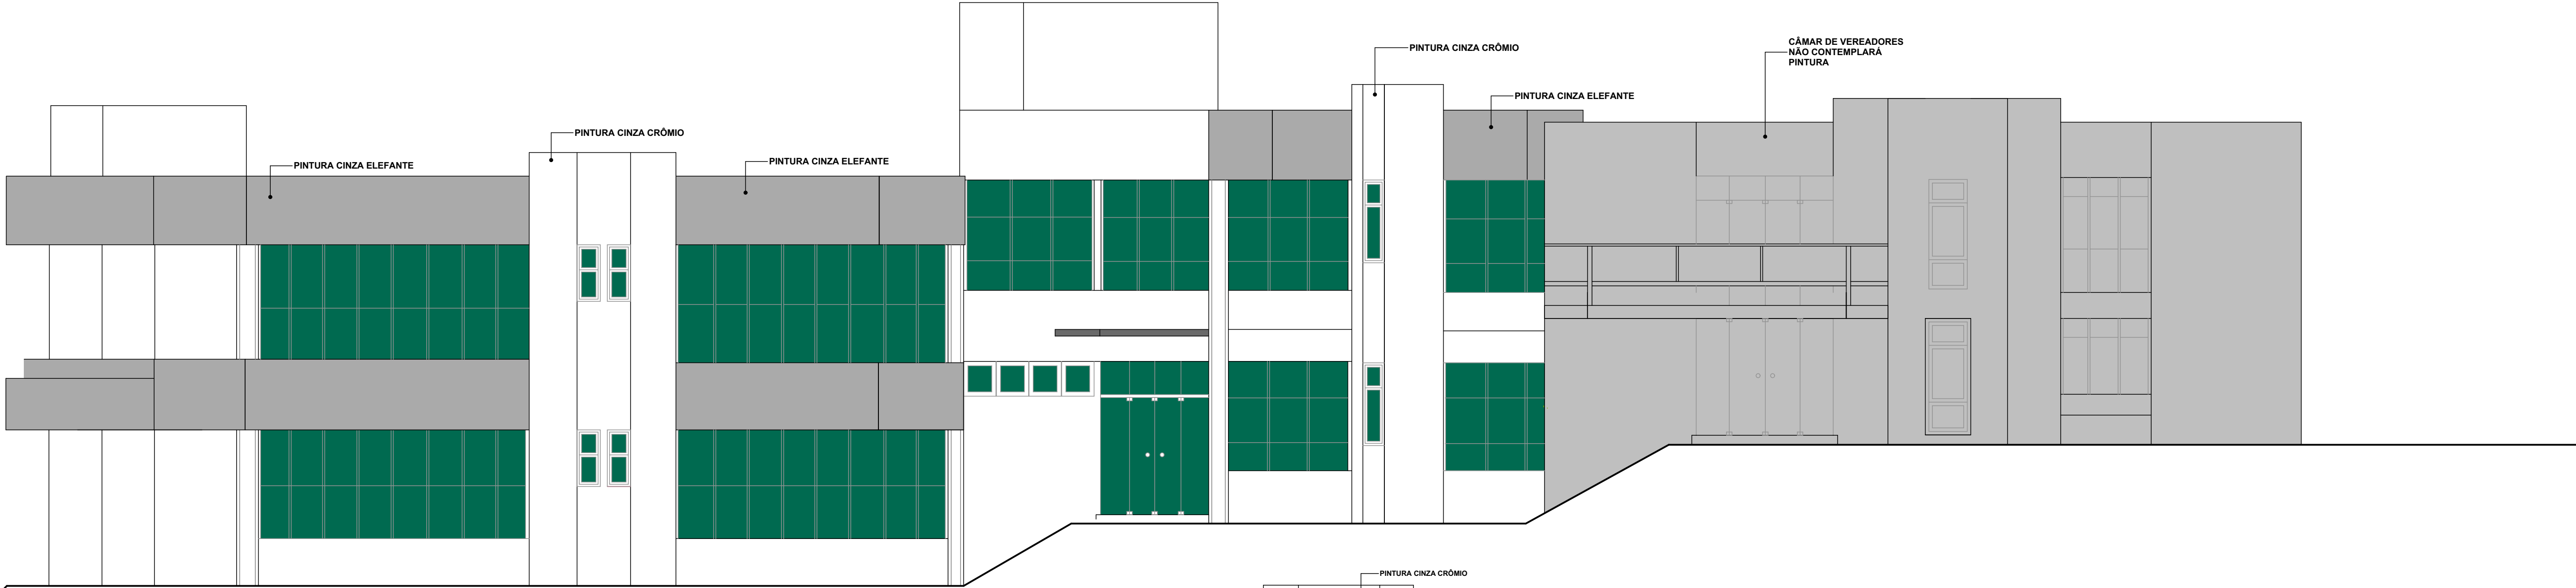 CÂMAR DE VEREADORES
NÃO CONTEMPLARÁ
PINTURA
PINTURA CINZA CRÔMIO
PINTURA CINZA ELEFANTE
PINTURA CINZA CRÔMIO
PINTURA CINZA ELEFANTE
PINTURA CINZA ELEFANTE
PINTURA CINZA CRÔMIO